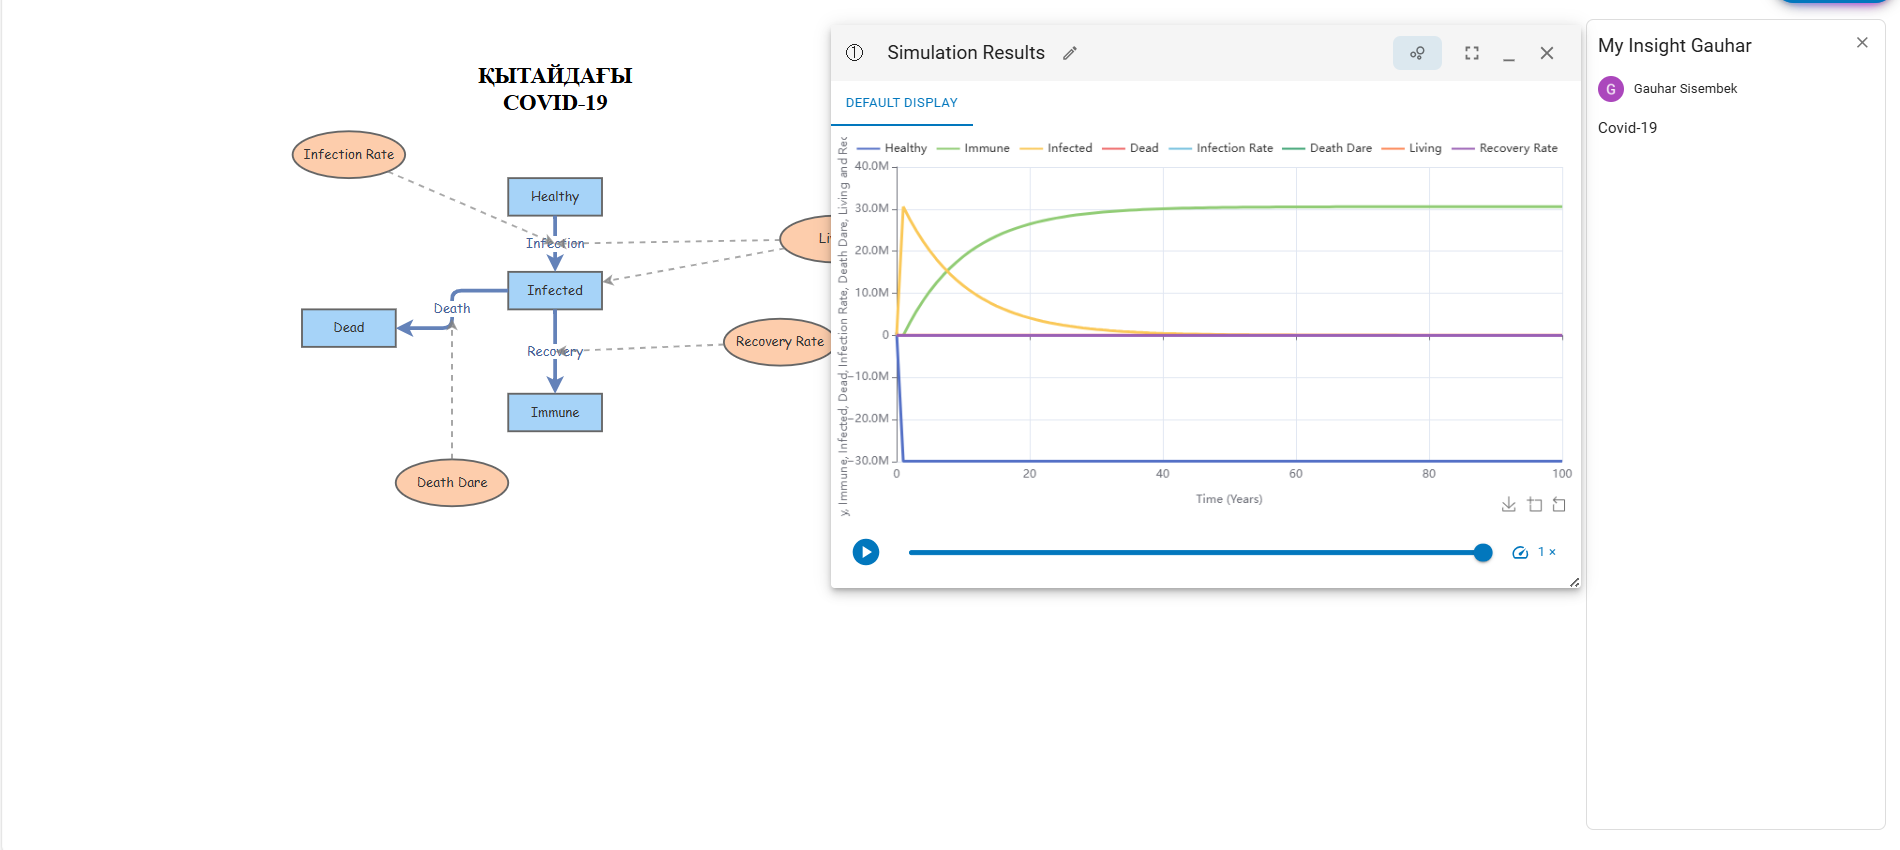 ҚЫТАЙДАҒЫ
COVID-19
Infection Rate
Healthy
Infection
Infected
Death
Dead
Recovery
Recovery Rate
Immune
Death Dare
Simulation Results
DEFAULT DISPLAY
Healthy Immune Infected Dead Infection Rate Death Dare Living Recovery Rate
y, Immune, Infected, Dead, Infection Rate, Death Dare, Living and Rec
40.0M
30.0M
20.0M
10.0M
0
-10.0M
-20.0M
-30.0M
0 20 40 60 80 100
Time (Years)
1 ×
My Insight Gauhar
G Gauhar Sisembek
Covid-19